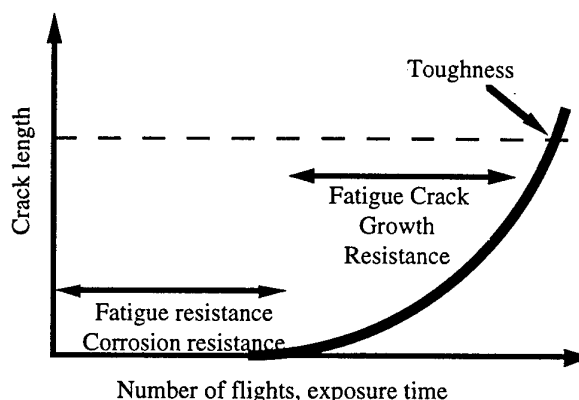 Toughness
Crack length
Fatigue Crack
Growth
Resistance
Fatigue resistance
Corrosion resistance
Number of flights, exposure time